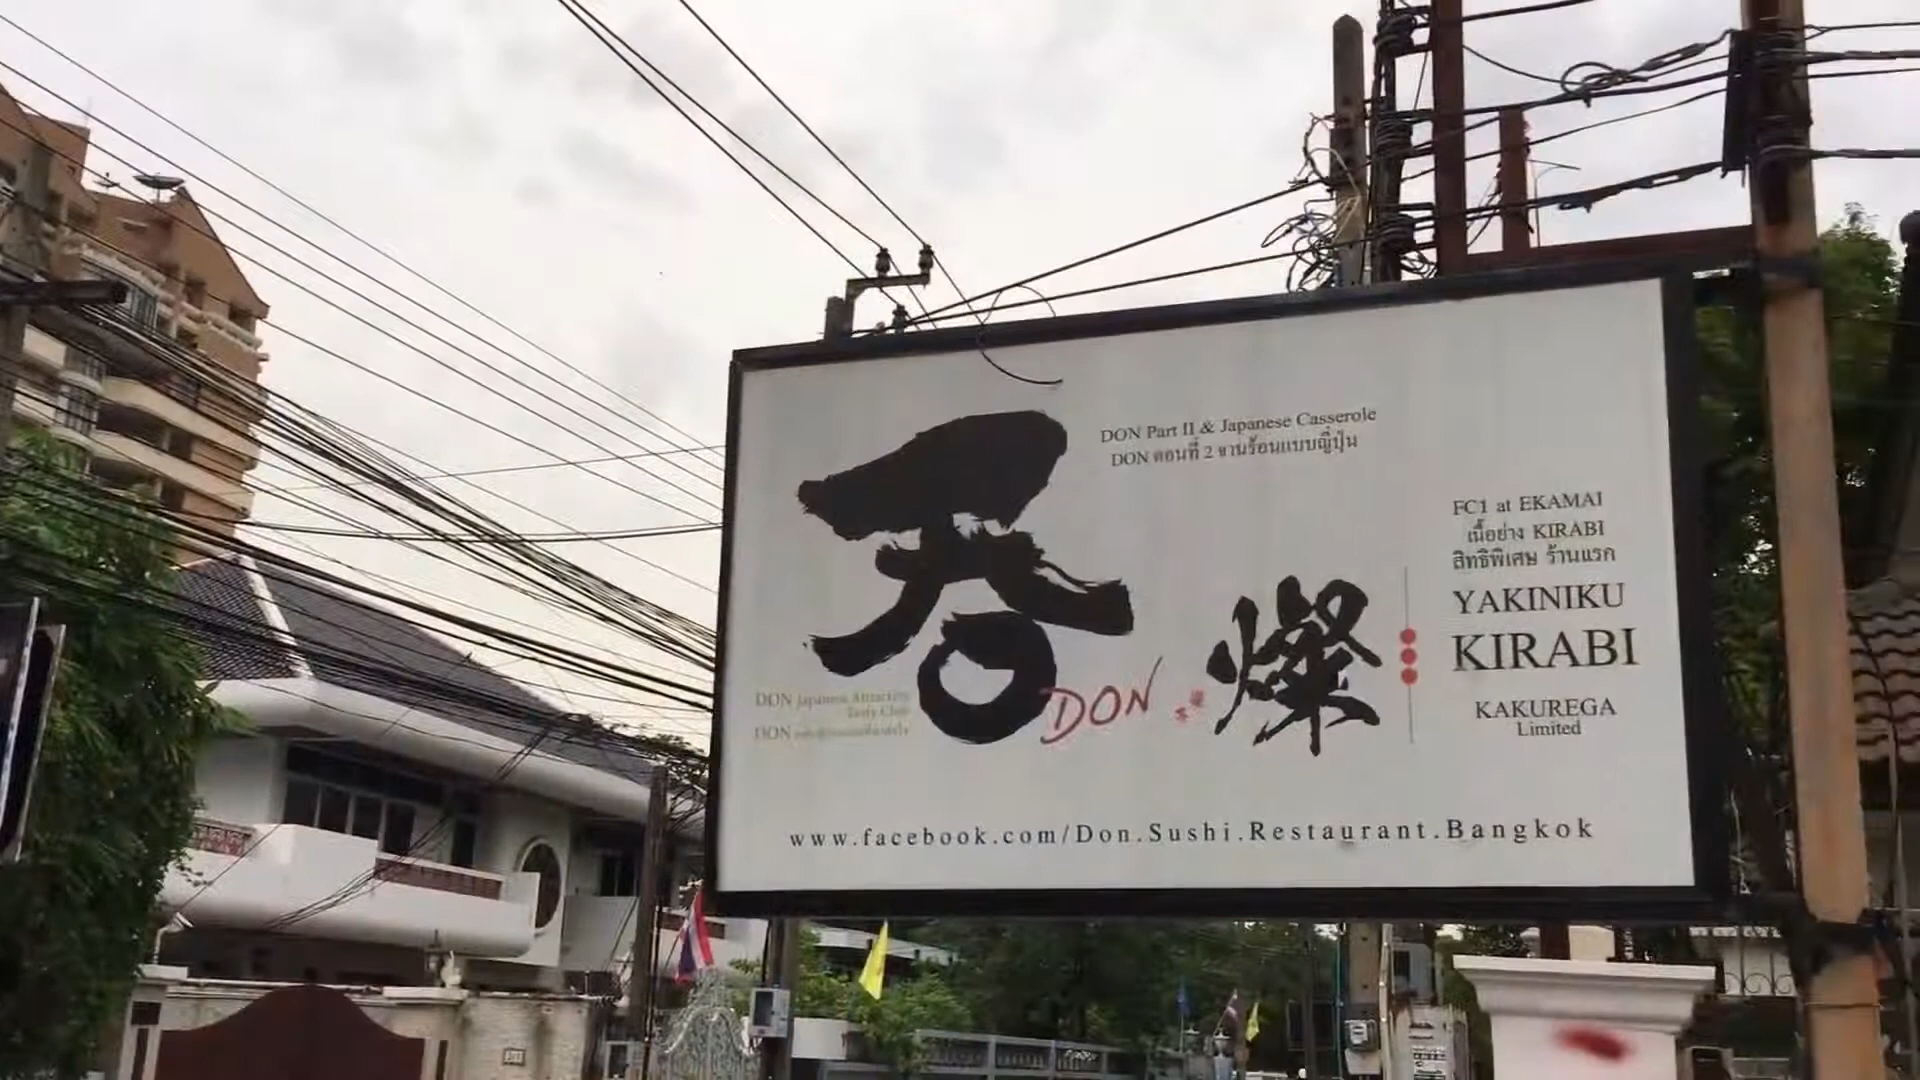 DON Part II & Japanese Casserole
DON ตอนที่ 2 จานร้อนแบบญี่ปุ่น
呑
DON Japanese Attractive
Tasty Club
DON
DON
燦
FC1 at EKAMAI
เนื้อย่าง KIRABI
สิทธิพิเศษ ร้านแรก
YAKINIKU
KIRABI
KAKUREGA
Limited
www.facebook.com/Don.Sushi.Restaurant.Bangkok